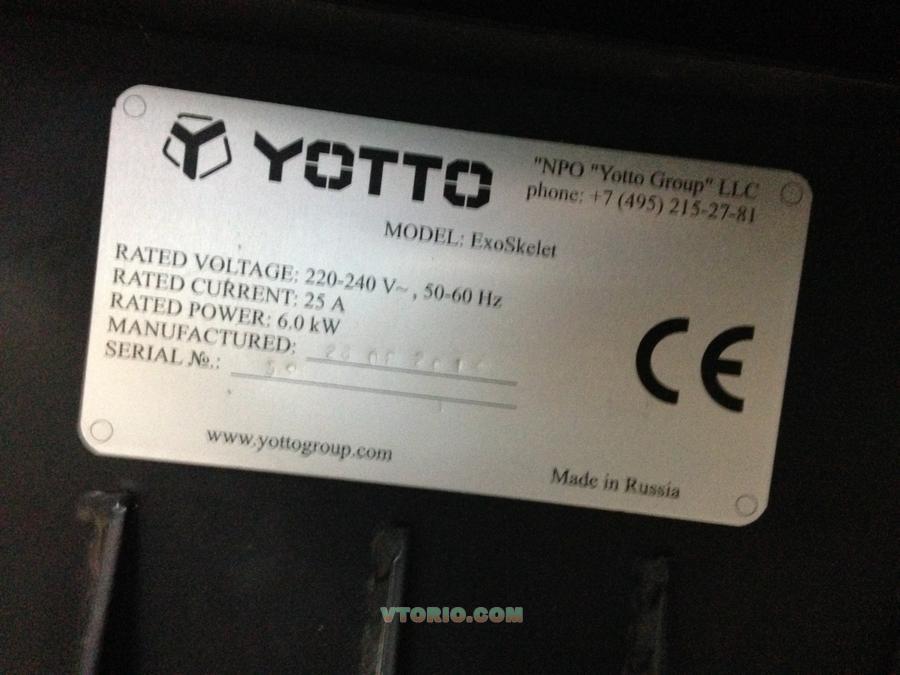 YOTTO
"NPO "Yotto Group" LLC
phone: +7 (495) 215-27-81
MODEL: ExoSkelet
RATED VOLTAGE: 220-240 V~, 50-60 Hz
RATED CURRENT: 25 A
RATED POWER: 6.0 kW
MANUFACTURED:
SERIAL №.:
www.yottogroup.com
Made in Russia
CE
VTORIO.COM